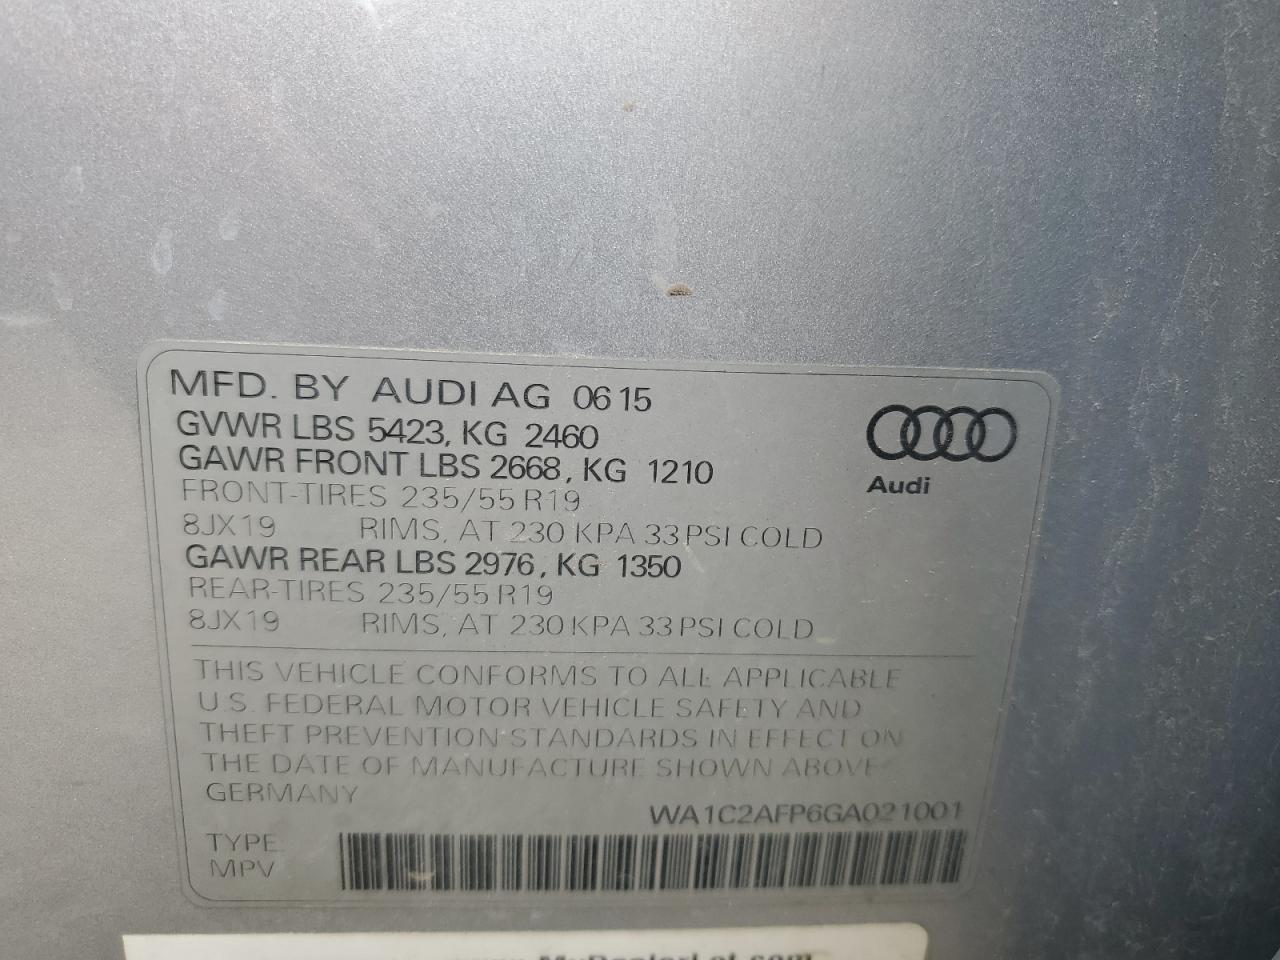 MFD. BY AUDI AG 06 15
GVWR LBS 5423, KG 2460
GAWR FRONT LBS 2668, KG 1210
FRONT-TIRES 235/55 R19
8JX19 RIMS, AT 230 KPA 33 PSI COLD
GAWR REAR LBS 2976, KG 1350
REAR-TIRES 235/55 R19
8JX19 RIMS, AT 230 KPA 33 PSI COLD
Audi
THIS VEHICLE CONFORMS TO ALL APPLICABLE
U.S. FEDERAL MOTOR VEHICLE SAFETY AND
THEFT PREVENTION STANDARDS IN EFFECT ON
THE DATE OF MANUFACTURE SHOWN ABOVE
GERMANY
WA1C2AFP6GA021001
TYPE:
MPV